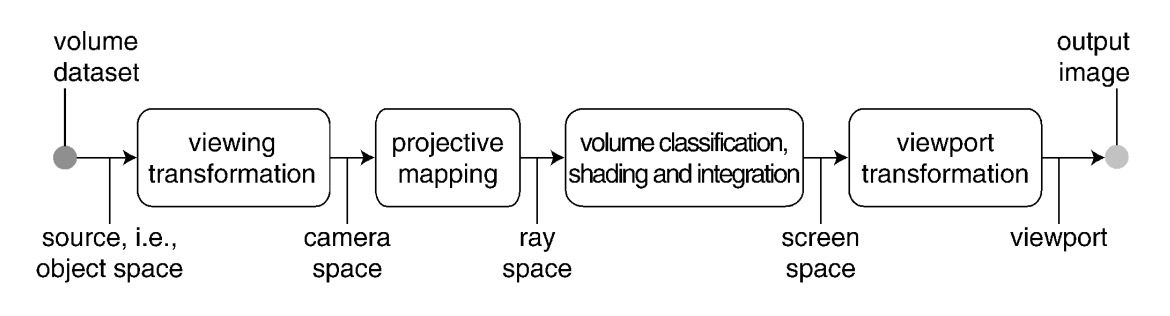 volume
dataset
output
image
viewing
transformation
projective
mapping
volume classification,
shading and integration
viewport
transformation
source, i.e.,
object space
camera
space
ray
space
screen
space
viewport